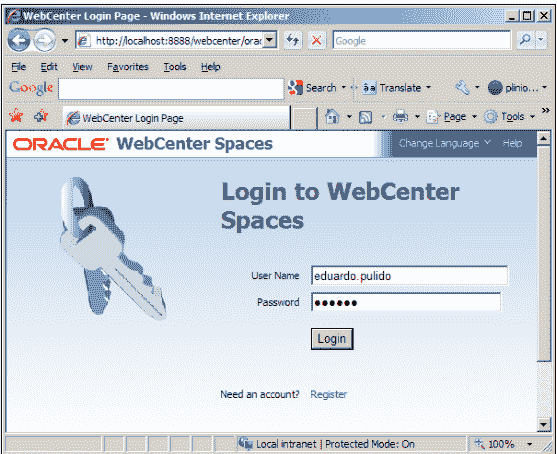 WebCenter Login Page - Windows Internet Explorer
http://localhost:8888/webcenter/orac
Google
File Edit View Favorites Tools Help
Google Search Translate plinio...
WebCenter Login Page Page Tools
ORACLE WebCenter Spaces Change Language Help
Login to WebCenter
Spaces
User Name eduardo.pulido
Password ••••••
Login
Need an account? Register
Local intranet | Protected Mode: On 100%